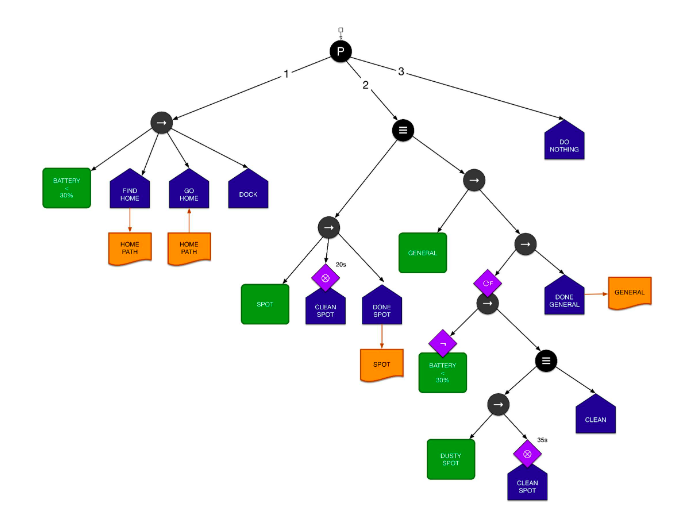 P
1
2
3
BATTERY
<
30%
FIND
HOME
GO
HOME
DOCK
DO
NOTHING
HOME
PATH
HOME
PATH
GENERAL
20s
SPOT
CLEAN
SPOT
DONE
SPOT
DONE
GENERAL
GENERAL
SPOT
BATTERY
<
30%
CLEAN
35s
DUSTY
SPOT
CLEAN
SPOT